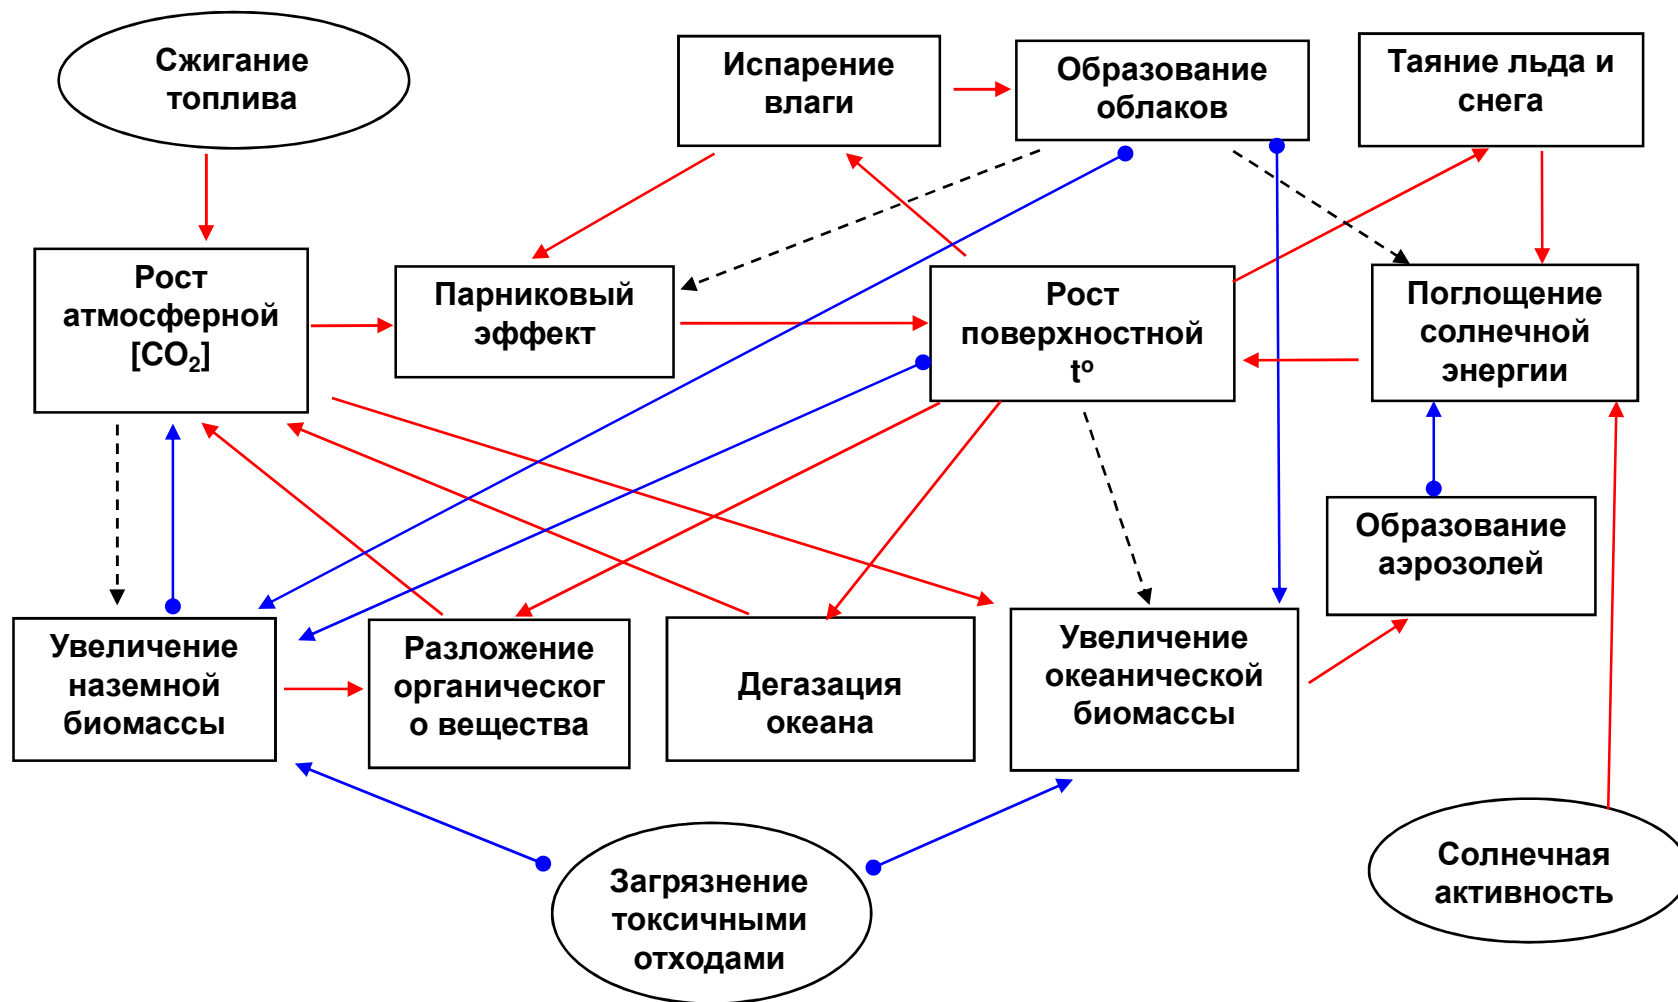 Сжигание
топлива
Испарение
влаги
Образование
облаков
Таяние льда и
снега
Рост
атмосферной
[CO₂]
Парниковый
эффект
Рост
поверхностной
tº
Поглощение
солнечной
энергии
Образование
аэрозолей
Увеличение
наземной
биомассы
Разложение
органическог
о вещества
Дегазация
океана
Увеличение
океанической
биомассы
Загрязнение
токсичными
отходами
Солнечная
активность